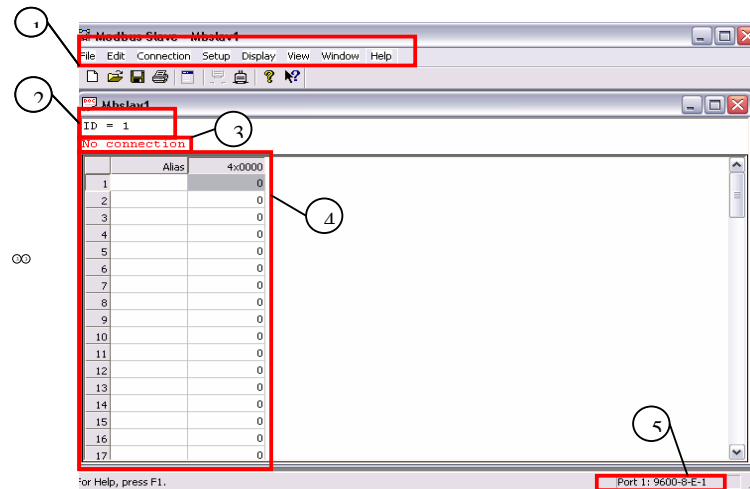 1
Modbus Slave - Mbslav1
File Edit Connection Setup Display View Window Help
Mbslav1
2
ID = 1
3
No connection
Alias 4x0000
1 0
2 0
3 0
4 0
5 0
6 0
7 0
8 0
9 0
10 0
11 0
12 0
13 0
14 0
15 0
16 0
17 0
4
5
For Help, press F1.
Port 1: 9600-8-E-1